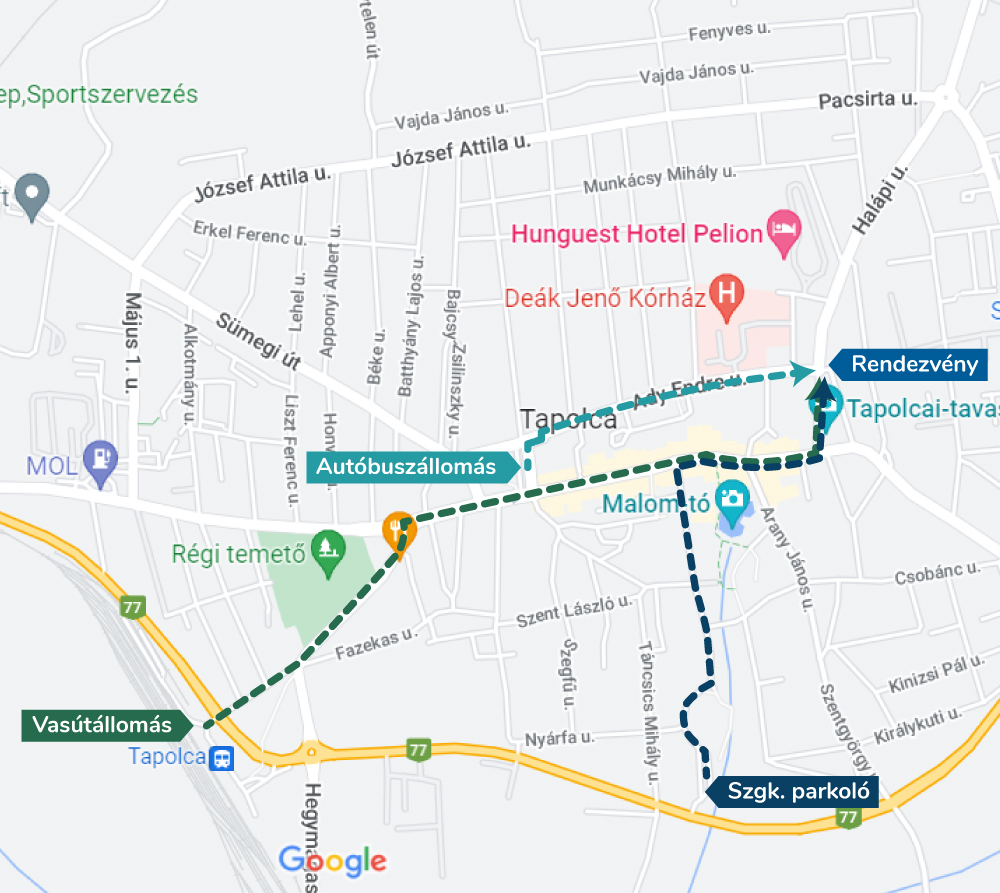 Fenyves u.
Vajda János u.
ep,Sportszervezés
Pacsirta u.
Vajda János u.
József Attila u.
József Attila u.
Munkácsy Mihály u.
Halápi u.
Erkel Ferenc u.
Hunguest Hotel Pelion
Deák Jenő Kórház
H
Május 1. u.
Alkotmány u.
Lehel u.
Apponyi Albert u.
Sümegi út
Béke u.
Batthyány Lajos u.
Bajcsy Zsilinszky u.
Rendezvény
Ady Endre u.
Tapolcai-tavas
Tapolca
Liszt Ferenc u.
MOL
Autóbuszállomás
Malom-tó
Arany János u.
Régi temető
Csobánc u.
77
Szent László u.
Fazekas u.
Szegfű u.
Táncsics Mihály u.
Kinizsi Pál u.
Szentgyörgy
Királykuti u.
Vasútállomás
Nyárfa u.
77
Tapolca
Szgk. parkoló
77
Google